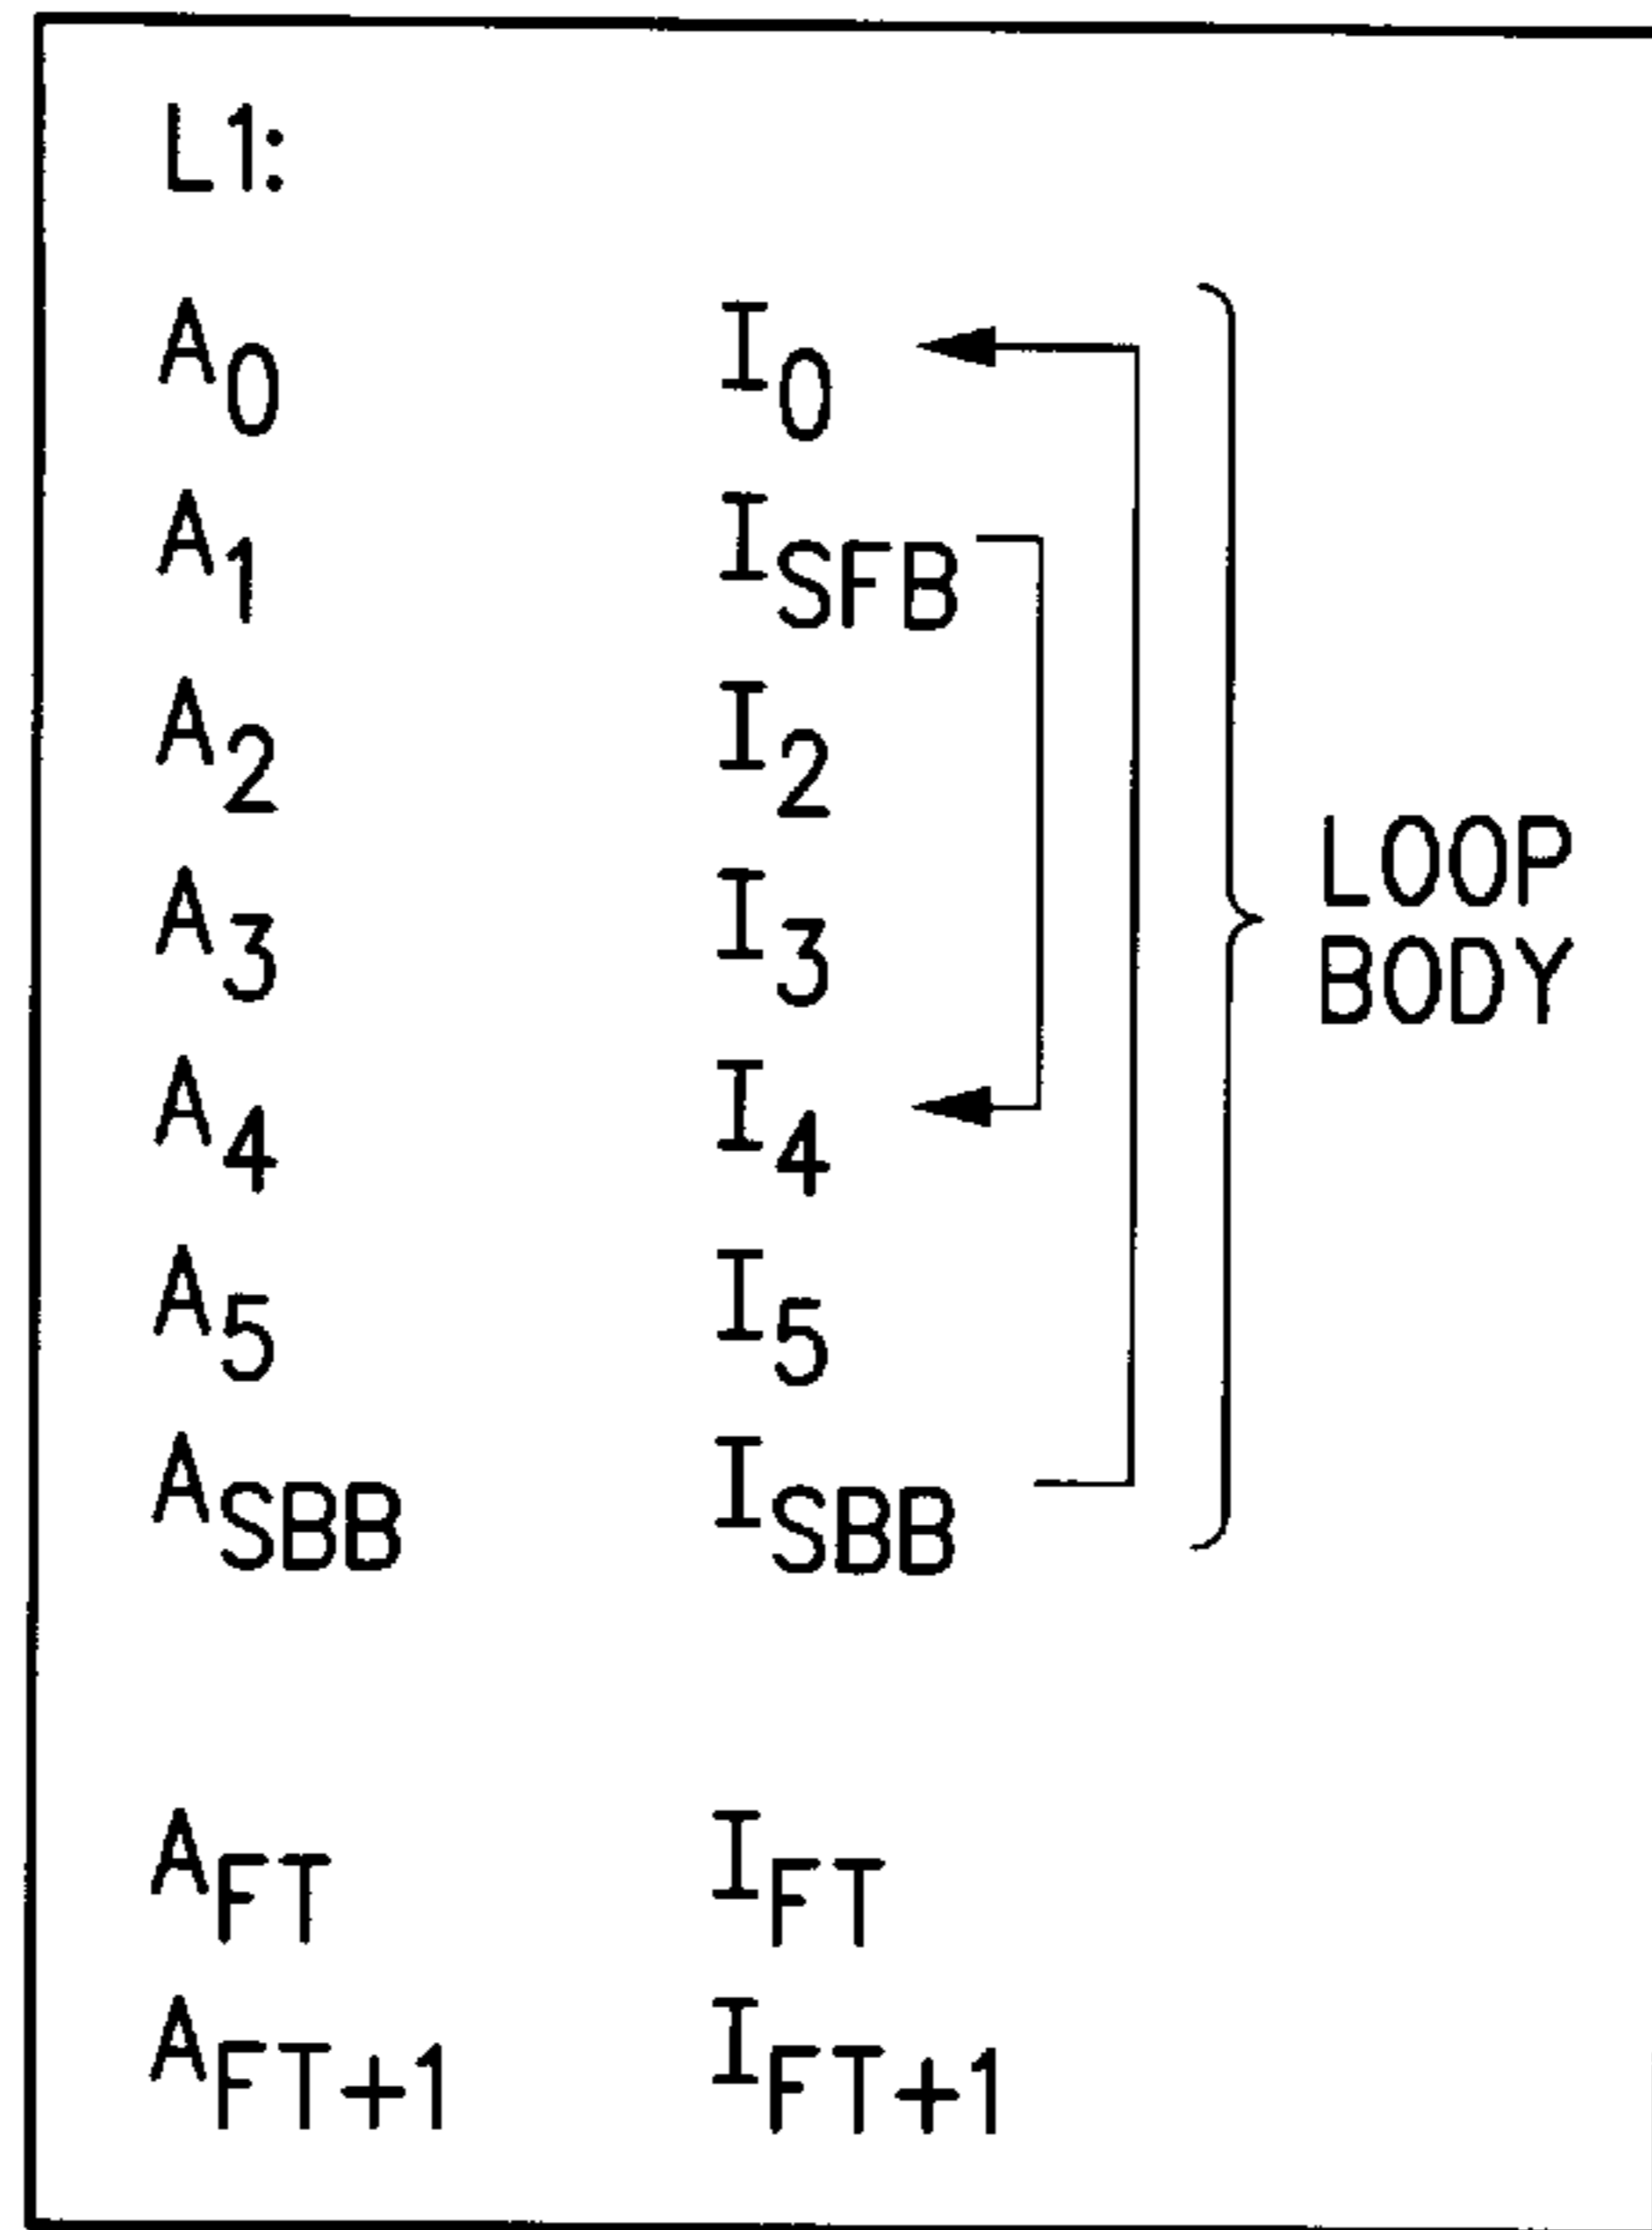 L1:
A0 I0
A1 ISFB
A2 I2
A3 I3
A4 I4
A5 I5
ASBB ISBB
LOOP
BODY
AFT IFT
AFT+1 IFT+1